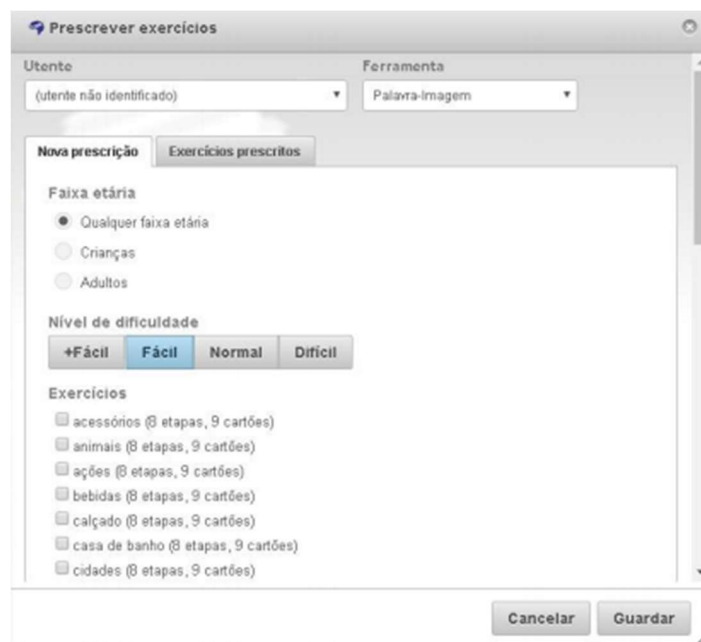 Prescrever exercícios
Utente Ferramenta
(utente não identificado) Palavra-Imagem
Nova prescrição Exercícios prescritos
Faixa etária
Qualquer faixa etária
Crianças
Adultos
Nível de dificuldade
+Fácil Fácil Normal Difícil
Exercícios
acessórios (8 etapas, 9 cartões)
animais (8 etapas, 9 cartões)
ações (8 etapas, 9 cartões)
bebidas (8 etapas, 9 cartões)
calçado (8 etapas, 9 cartões)
casa de banho (8 etapas, 9 cartões)
cidades (8 etapas, 9 cartões)
Cancelar Guardar